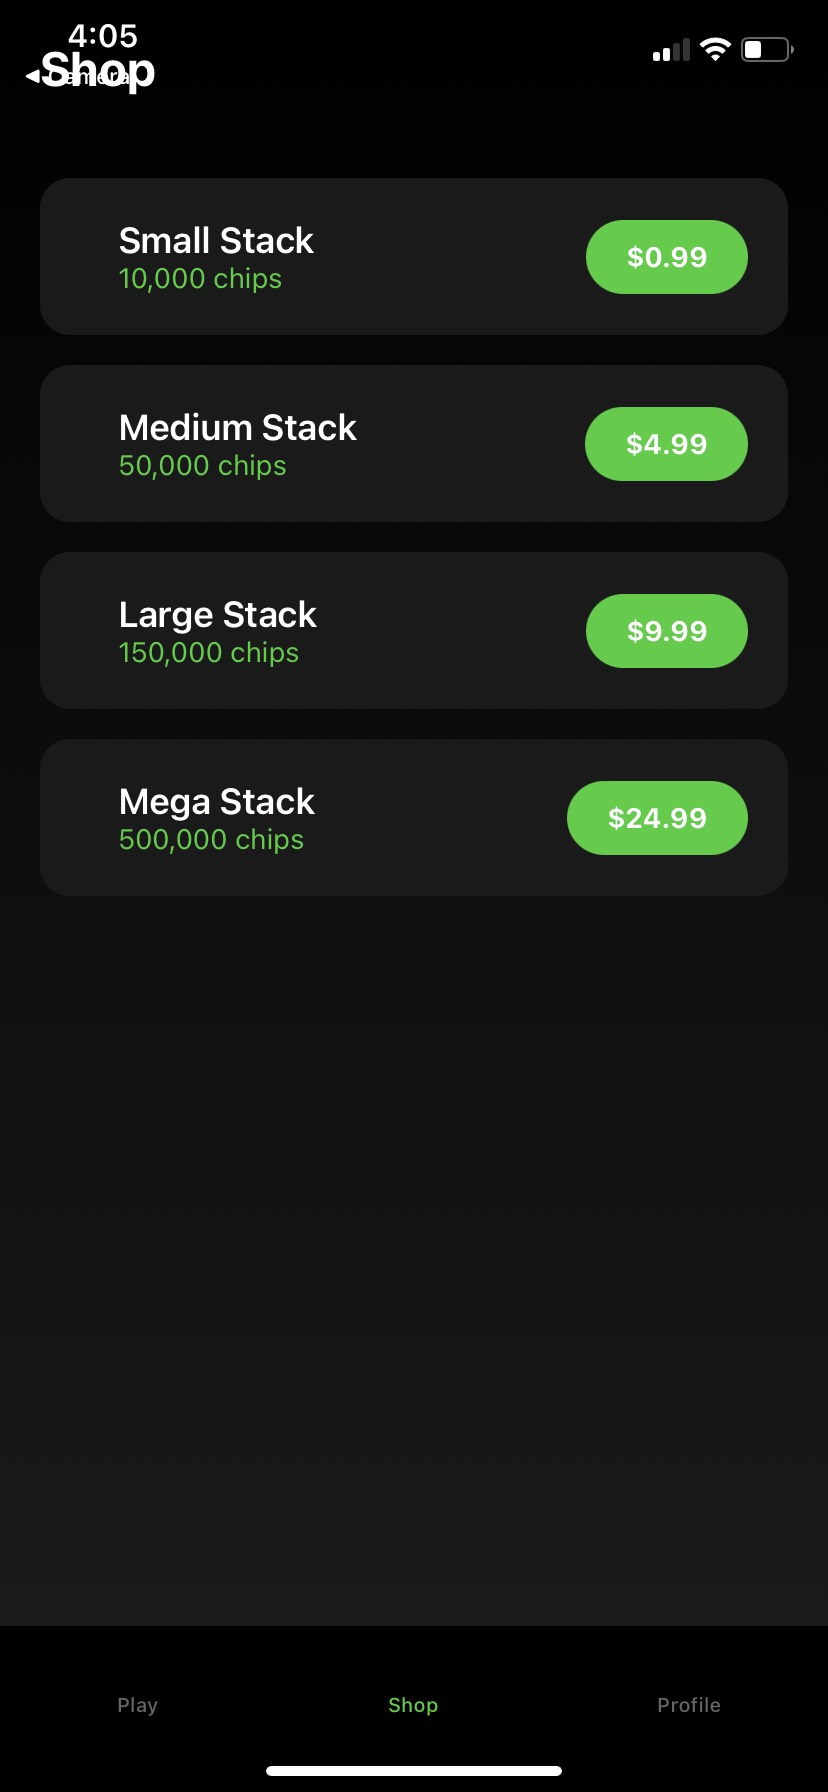 4:05
Shop
◀ Camera
Small Stack
10,000 chips
$0.99
Medium Stack
50,000 chips
$4.99
Large Stack
150,000 chips
$9.99
Mega Stack
500,000 chips
$24.99
Play
Shop
Profile